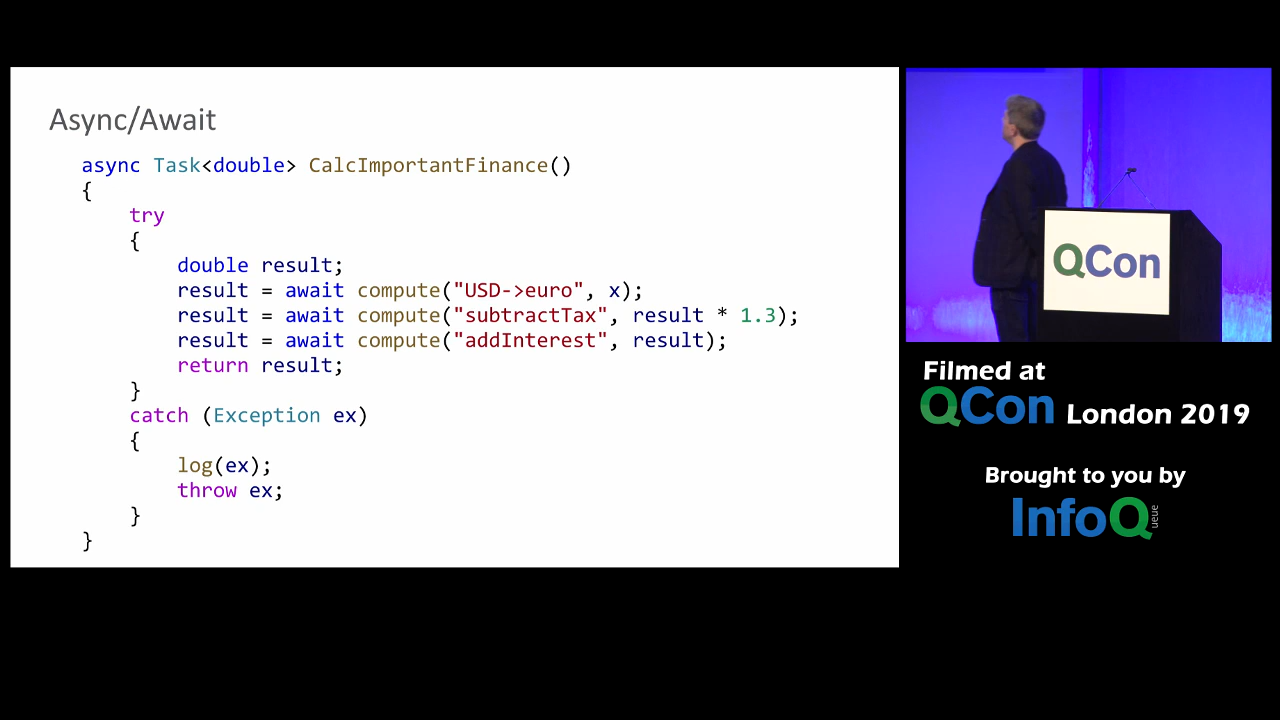 Async/Await
async Task<double> CalcImportantFinance()
{
try
{
double result;
result = await compute("USD->euro", x);
result = await compute("subtractTax", result * 1.3);
result = await compute("addInterest", result);
return result;
}
catch (Exception ex)
{
log(ex);
throw ex;
}
}
QCon
Filmed at
QCon London 2019
Brought to you by
InfoQ
ueue